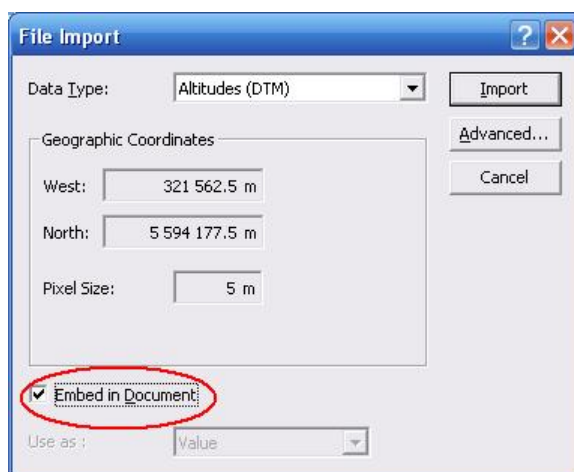 File Import
Data Type: Altitudes (DTM) Import
Geographic Coordinates Advanced...
West: 321 562.5 m Cancel
North: 5 594 177.5 m
Pixel Size: 5 m
Embed in Document
Use as : Value